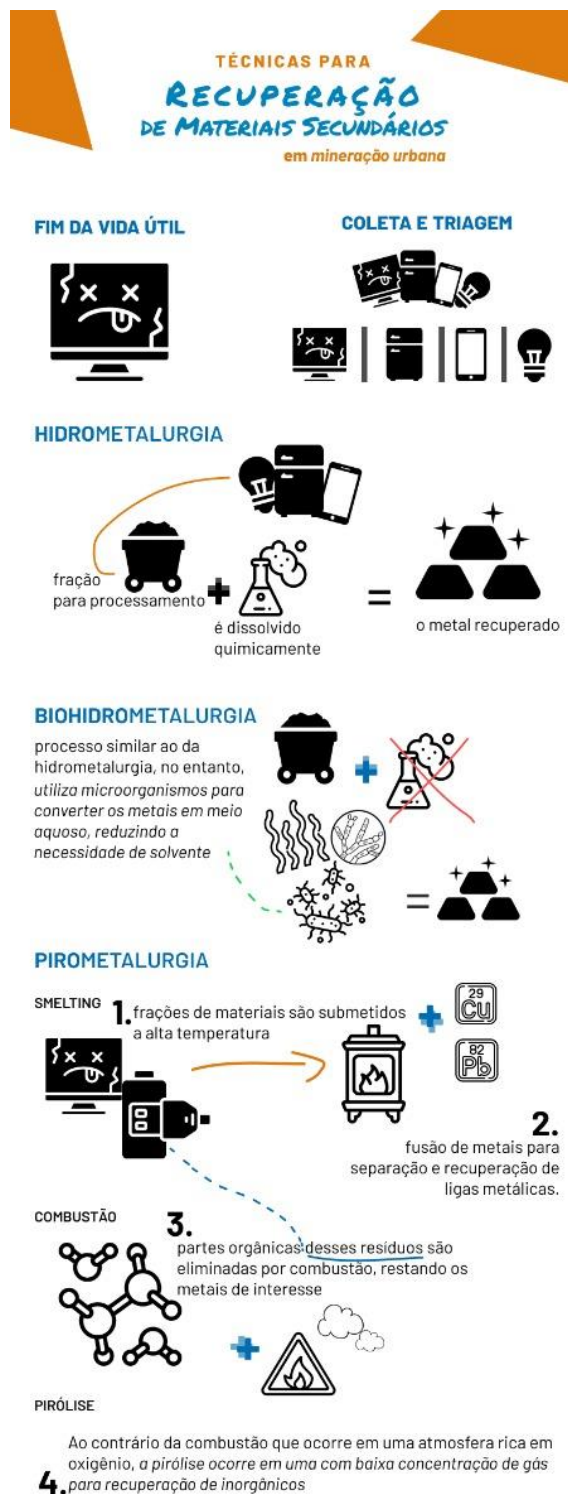 TÉCNICAS PARA
RECUPERAÇÃO
DE MATERIAIS SECUNDÁRIOS
em mineração urbana
FIM DA VIDA ÚTIL
COLETA E TRIAGEM
HIDROMETALURGIA
fração
para processamento
é dissolvido
quimicamente
=
o metal recuperado
BIOHIDROMETALURGIA
processo similar ao da
hidrometalurgia, no entanto,
utiliza microorganismos para
converter os metais em meio
aquoso, reduzindo a
necessidade de solvente
=
PIROMETALURGIA
SMELTING
1. frações de materiais são submetidos
a alta temperatura
29
Cu
82
Pb
2.
fusão de metais para
separação e recuperação de
ligas metálicas.
COMBUSTÃO
3.
partes orgânicas desses resíduos são
eliminadas por combustão, restando os
metais de interesse
PIRÓLISE
Ao contrário da combustão que ocorre em uma atmosfera rica em
oxigênio, a pirólise ocorre em uma com baixa concentração de gás
4. para recuperação de inorgânicos